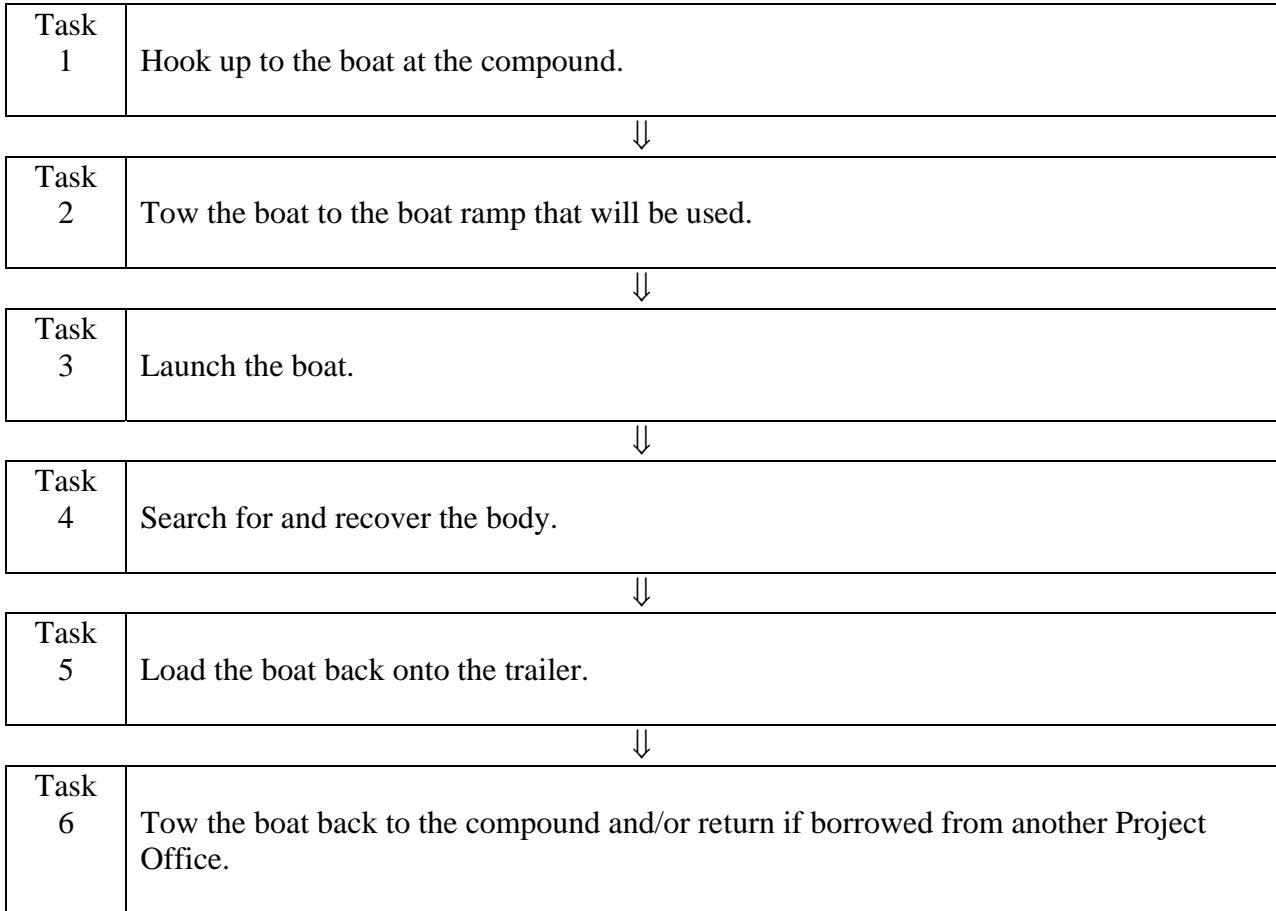 Task
1
Hook up to the boat at the compound.
⇓
Task
2
Tow the boat to the boat ramp that will be used.
⇓
Task
3
Launch the boat.
⇓
Task
4
Search for and recover the body.
⇓
Task
5
Load the boat back onto the trailer.
⇓
Task
6
Tow the boat back to the compound and/or return if borrowed from another Project
Office.